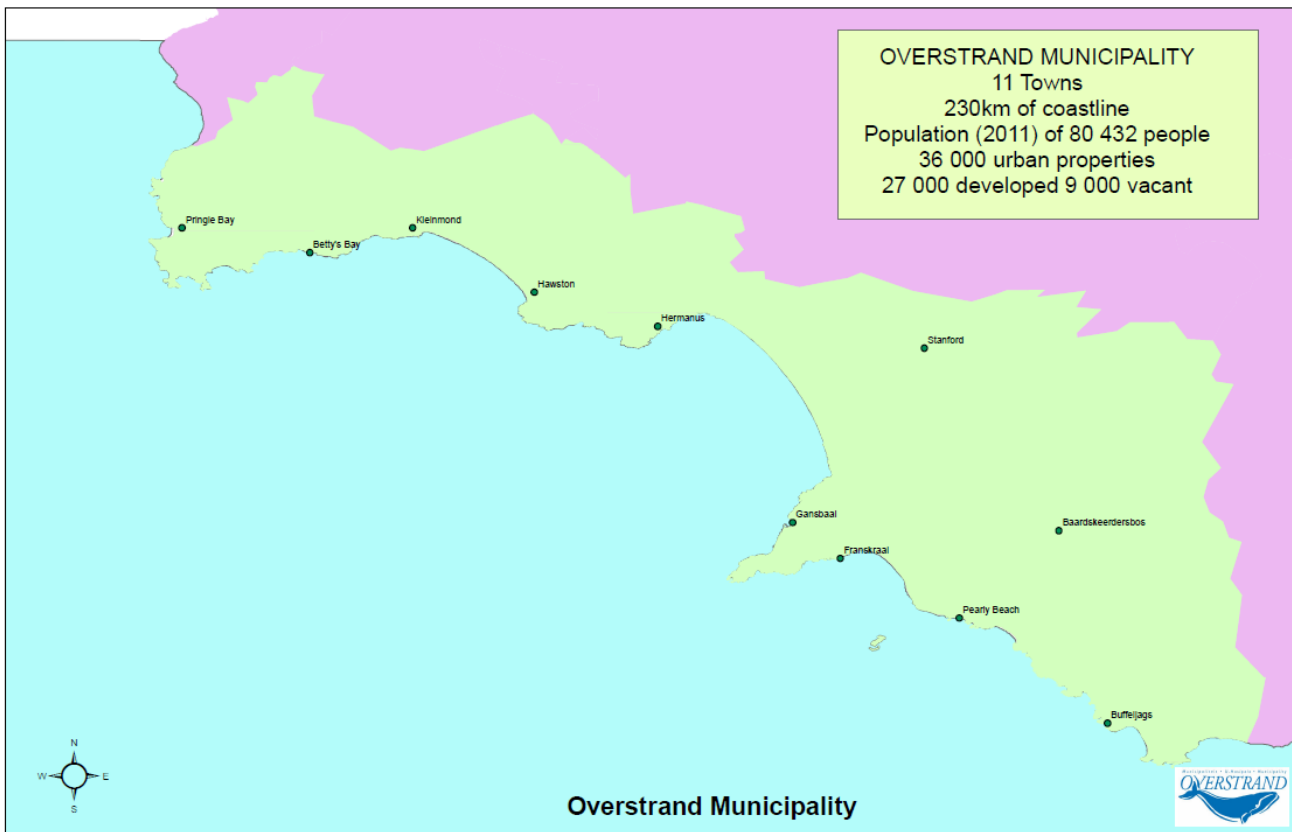 OVERSTRAND MUNICIPALITY
11 Towns
230km of coastline
Population (2011) of 80 432 people
36 000 urban properties
27 000 developed 9 000 vacant
Pringle Bay
Kleinmond
Betty's Bay
Hawston
Hermanus
Stanford
Gansbaai
Baardskeerdersbos
Franskraal
Pearly Beach
Buffeljags
N
W E
S
Overstrand Municipality
OVERSTRAND